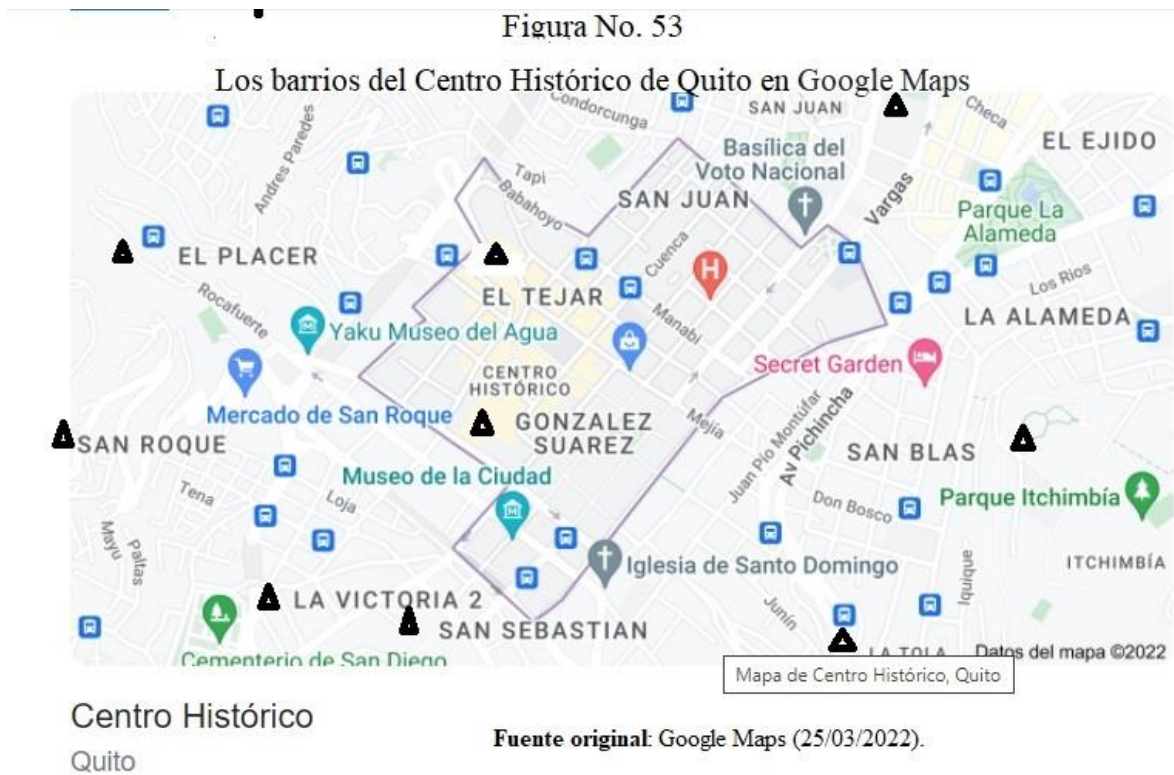 Figura No. 53
Los barrios del Centro Histórico de Quito en Google Maps
Condorcunga
SAN JUAN
Checa
EL EJIDO
Andres Paredes
Tapi
Babahoyo
Basílica del
Voto Nacional
Vargas
SAN JUAN
Parque La
Alameda
EL PLACER
Cuenca
H
Los Rios
Rocafuerte
EL TEJAR
Manabi
LA ALAMEDA
Yaku Museo del Agua
Secret Garden
CENTRO
HISTÓRICO
Mercado de San Roque
GONZALEZ
SUAREZ
Mejía
Juan Pio Montúfar
Av Pichincha
SAN ROQUE
SAN BLAS
Museo de la Ciudad
Tena
Loja
Don Bosco
Parque Itchimbía
Mayu
Paltas
Iglesia de Santo Domingo
ITCHIMBÍA
Iquique
LA VICTORIA 2
Junín
SAN SEBASTIAN
Cementerio de San Diego
LA TOLA
Datos del mapa ©2022
Mapa de Centro Histórico, Quito
Centro Histórico
Quito
Fuente original: Google Maps (25/03/2022).